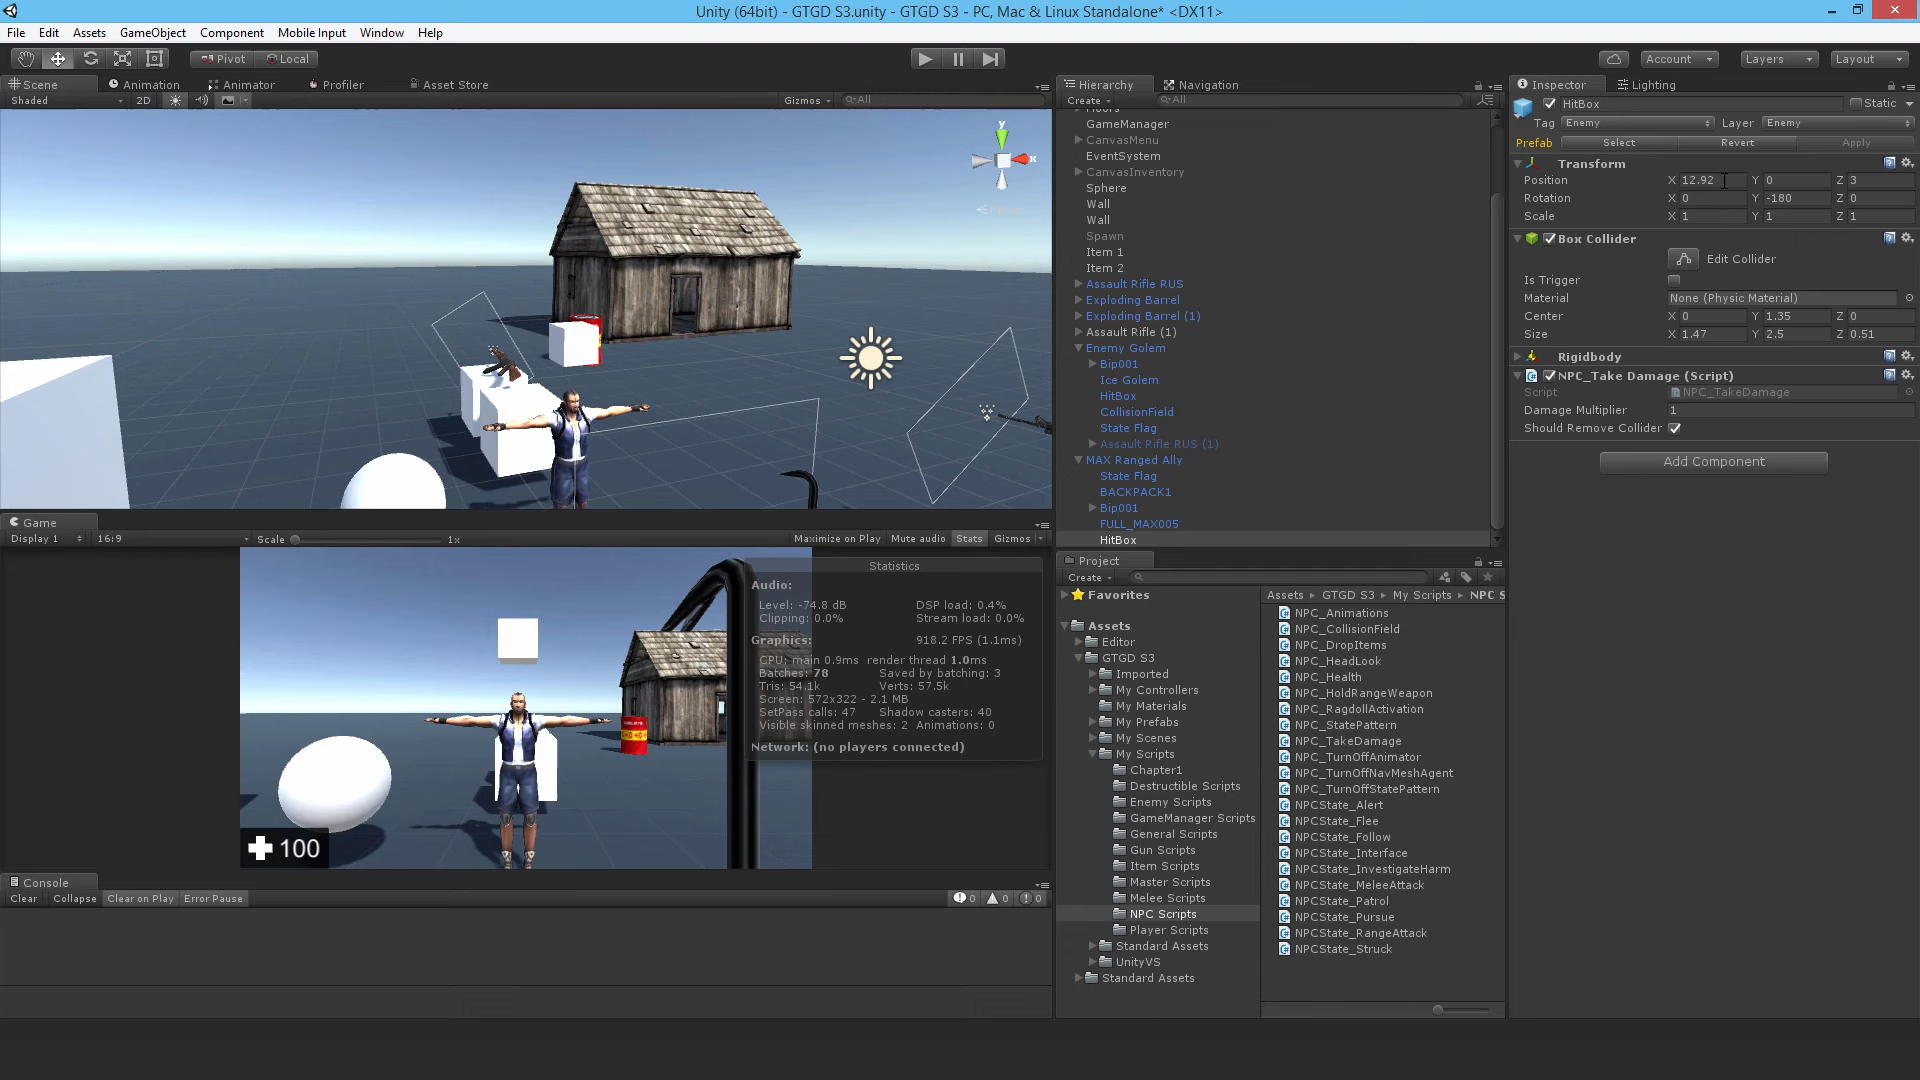 Unity (64bit) - GTGD S3.unity - GTGD S3 - PC, Mac & Linux Standalone* <DX11>
File Edit Assets GameObject Component Mobile Input Window Help
Pivot Local Account Layers Layout
Scene Animation Animator Profiler Asset Store
Shaded 2D Gizmos All
y
x
Game
Display 1 16:9 Scale 1x Maximize on Play Mute audio Stats Gizmos
Statistics
Audio:
Level: -74.8 dB DSP load: 0.4%
Clipping: 0.0% Stream load: 0.0%
Graphics: 918.2 FPS (1.1ms)
CPU: main 0.9ms render thread 1.0ms
Batches: 78 Saved by batching: 3
Tris: 54.1k Verts: 57.5k
Screen: 572x322 - 2.1 MB
SetPass calls: 47 Shadow casters: 40
Visible skinned meshes: 2 Animations: 0
Network: (no players connected)
100
Console
Clear Collapse Clear on Play Error Pause 0 0 0
Hierarchy Navigation
Create All
Floors
GameManager
CanvasMenu
EventSystem
CanvasInventory
Sphere
Wall
Wall
Spawn
Item 1
Item 2
Assault Rifle RUS
Exploding Barrel
Exploding Barrel (1)
Assault Rifle (1)
Enemy Golem
Bip001
Ice Golem
HitBox
CollisionField
State Flag
Assault Rifle RUS (1)
MAX Ranged Ally
State Flag
BACKPACK1
Bip001
FULL_MAX005
HitBox
Project
Create
Favorites
Assets
Editor
GTGD S3
Imported
My Controllers
My Materials
My Prefabs
My Scenes
My Scripts
Chapter1
Destructible Scripts
Enemy Scripts
GameManager Scripts
General Scripts
Gun Scripts
Item Scripts
Master Scripts
Melee Scripts
NPC Scripts
Player Scripts
Standard Assets
UnityVS
Standard Assets
Assets GTGD S3 My Scripts NPC S
NPC_Animations
NPC_CollisionField
NPC_DropItems
NPC_HeadLook
NPC_Health
NPC_HoldRangeWeapon
NPC_RagdollActivation
NPC_StatePattern
NPC_TakeDamage
NPC_TurnOffAnimator
NPC_TurnOffNavMeshAgent
NPC_TurnOffStatePattern
NPCState_Alert
NPCState_Flee
NPCState_Follow
NPCState_Interface
NPCState_InvestigateHarm
NPCState_MeleeAttack
NPCState_Patrol
NPCState_Pursue
NPCState_RangeAttack
NPCState_Struck
Inspector Lighting
HitBox Static
Tag Enemy Layer Enemy
Prefab Select Revert Apply
Transform
Position X 12.92 Y 0 Z 3
Rotation X 0 Y -180 Z 0
Scale X 1 Y 1 Z 1
Box Collider
Edit Collider
Is Trigger
Material None (Physic Material)
Center X 0 Y 1.35 Z 0
Size X 1.47 Y 2.5 Z 0.51
Rigidbody
NPC_Take Damage (Script)
Script NPC_TakeDamage
Damage Multiplier 1
Should Remove Collider
Add Component